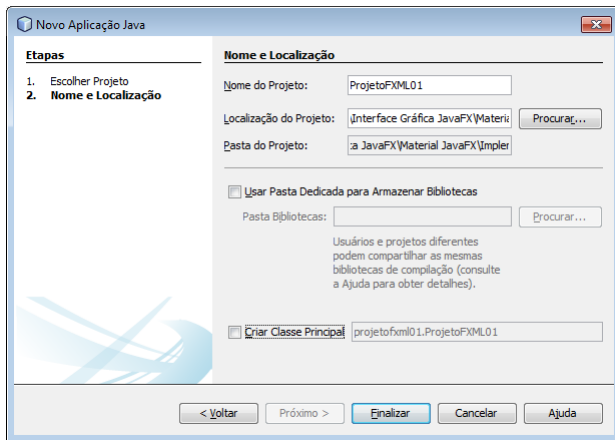 Novo Aplicação Java
Etapas
1. Escolher Projeto
2. Nome e Localização
Nome e Localização
Nome do Projeto: ProjetoFXML01
Localização do Projeto: \Interface Gráfica JavaFX\Materia Procurar...
Pasta do Projeto: :a JavaFX\Material JavaFX\Impler
Usar Pasta Dedicada para Armazenar Bibliotecas
Pasta Bibliotecas: Procurar...
Usuários e projetos diferentes
podem compartilhar as mesmas
bibliotecas de compilação (consulte
a Ajuda para obter detalhes).
Criar Classe Principal projetofxml01.ProjetoFXML01
< Voltar Próximo > Finalizar Cancelar Ajuda